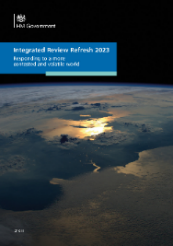 HM Government
Integrated Review Refresh 2023
Responding to a more
contested and volatile world